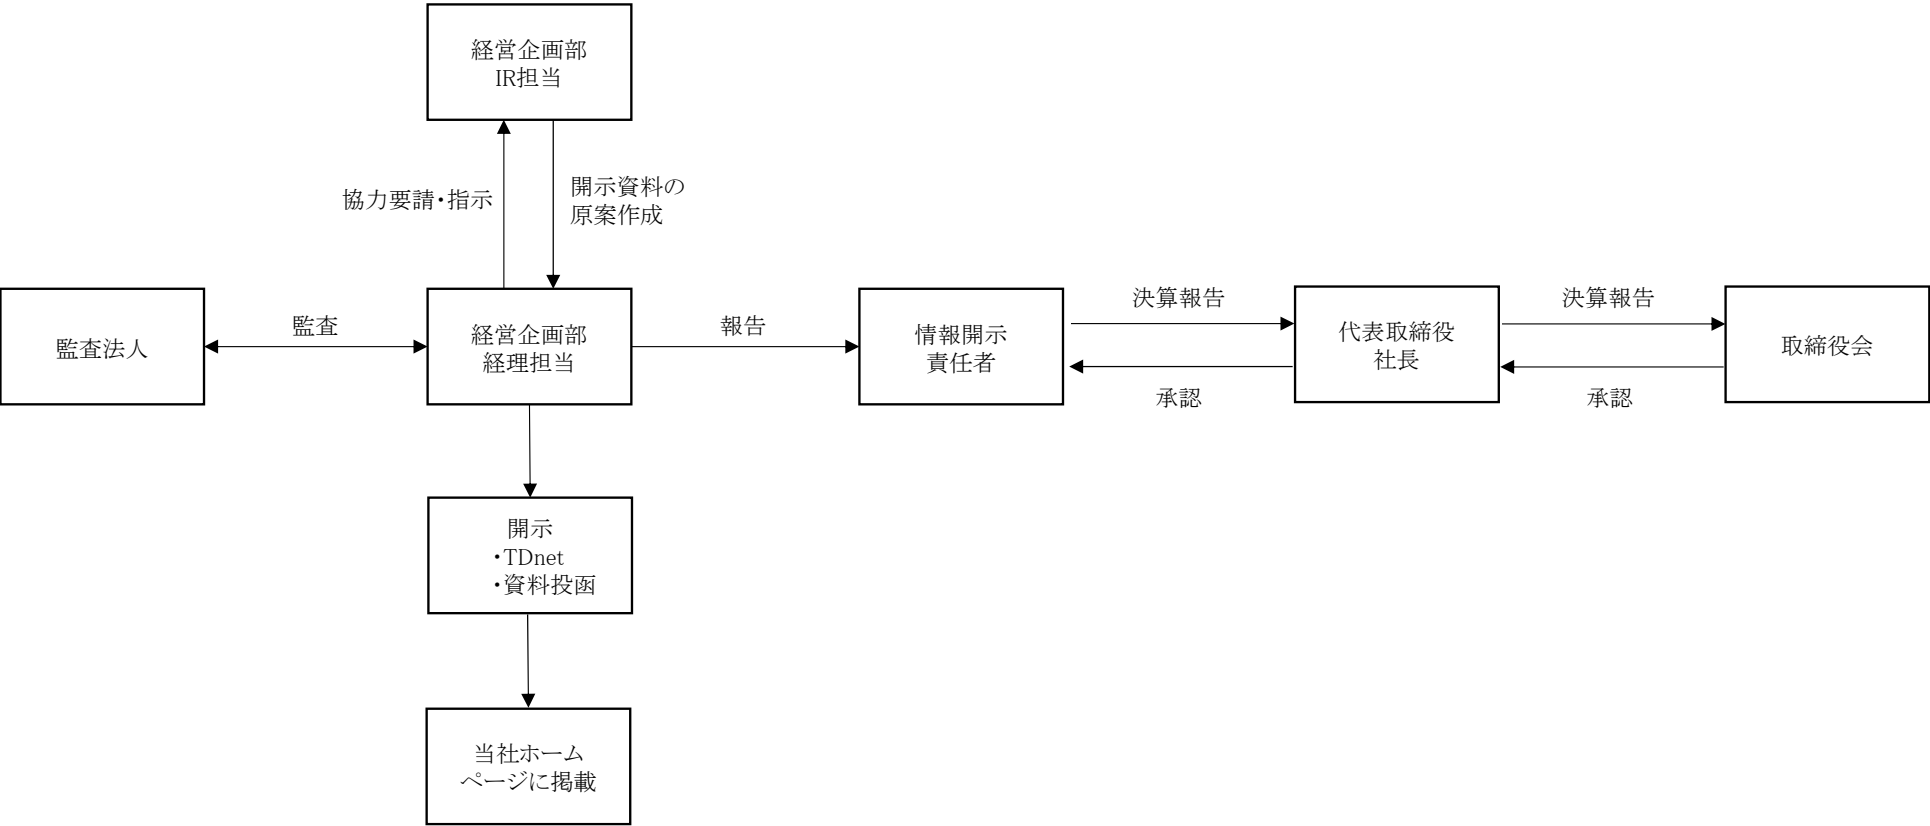 経営企画部
IR担当
協力要請・指示
開示資料の
原案作成
監査法人
監査
経営企画部
経理担当
報告
情報開示
責任者
決算報告
承認
代表取締役
社長
決算報告
承認
取締役会
開示
・TDnet
・資料投函
当社ホーム
ページに掲載